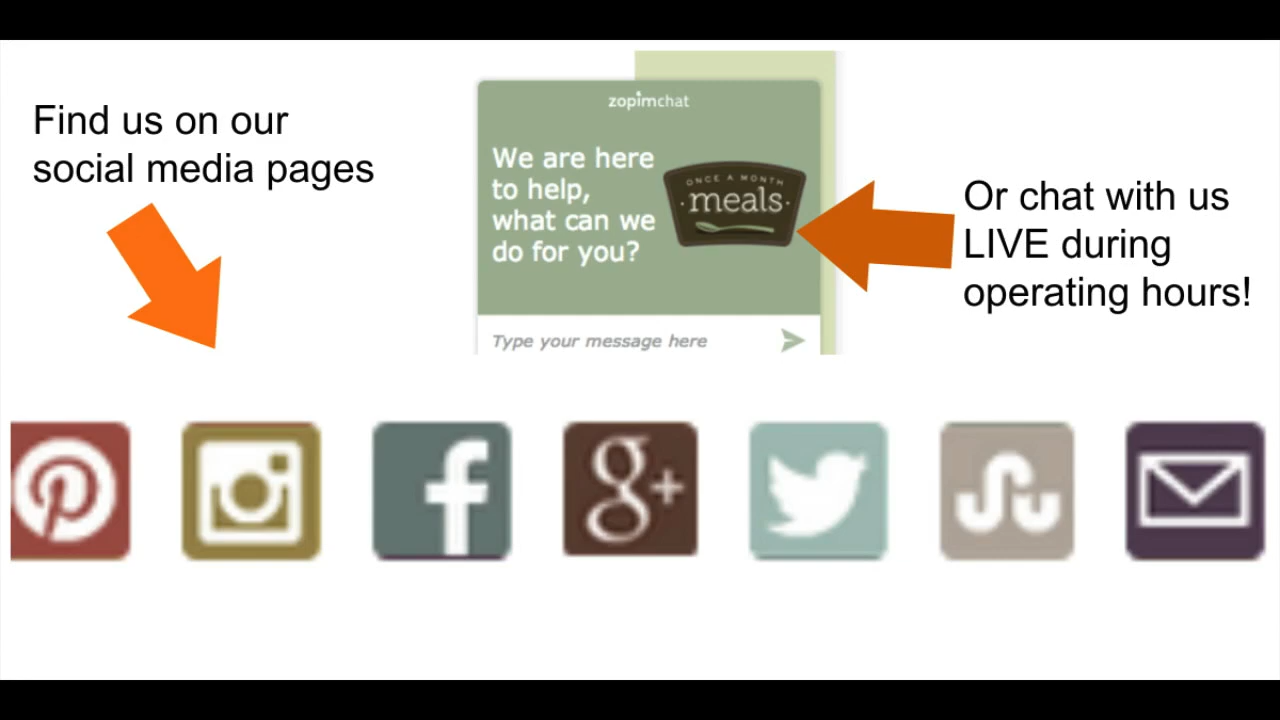 Find us on our
social media pages
zopimchat
We are here
to help,
what can we
do for you?
ONCE A MONTH
meals
Type your message here
Or chat with us
LIVE during
operating hours!
g+